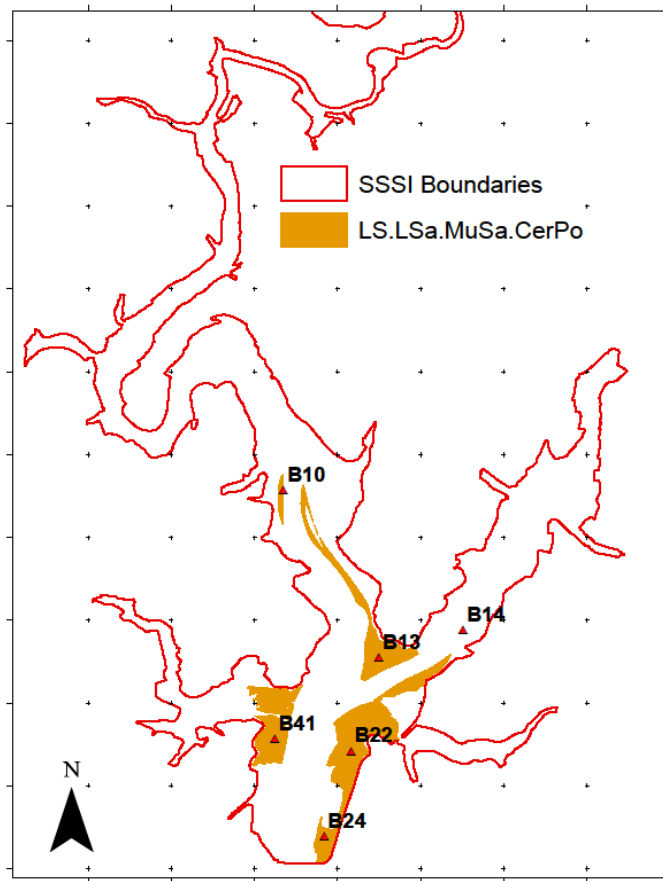 SSSI Boundaries
LS.LSa.MuSa.CerPo
B10
B14
B13
B41
B22
N
B24